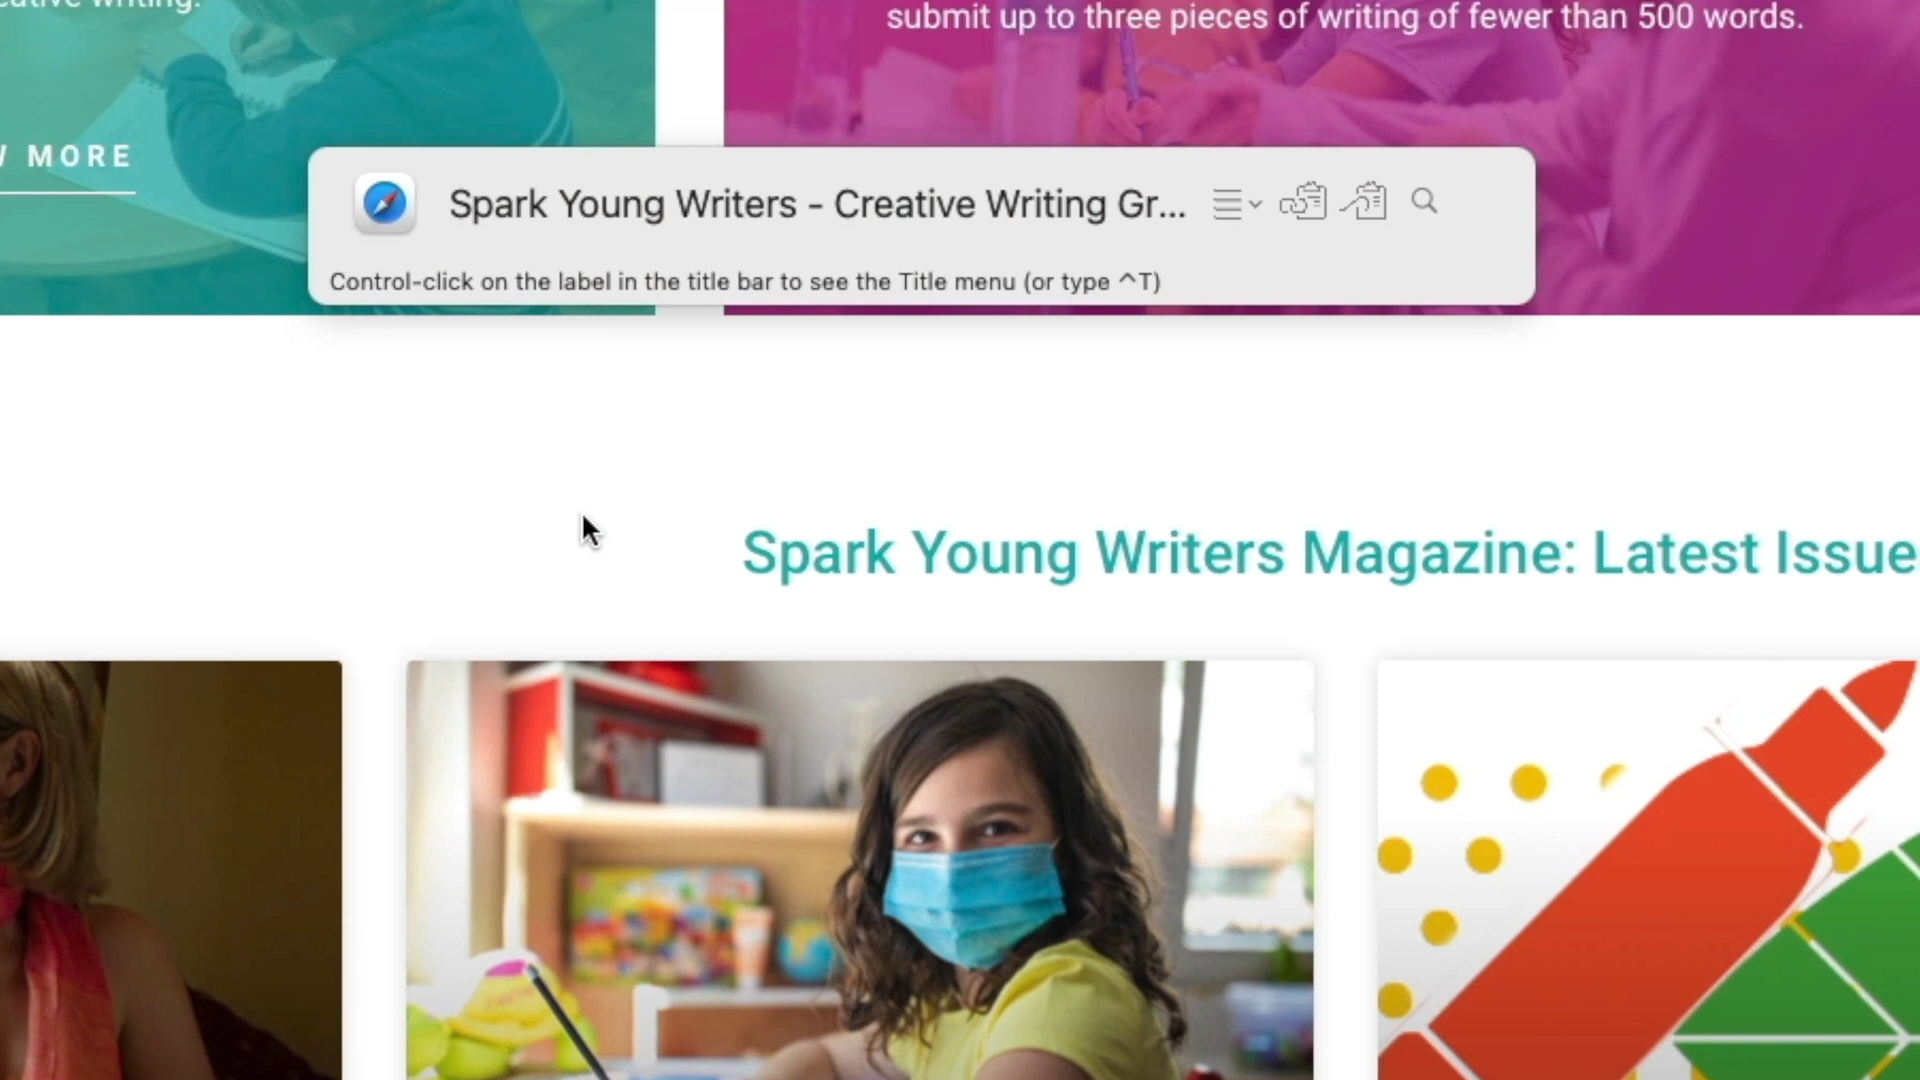 creative writing.
submit up to three pieces of writing of fewer than 500 words.
MORE
Spark Young Writers - Creative Writing Gr...
Control-click on the label in the title bar to see the Title menu (or type ^T)
Spark Young Writers Magazine: Latest Issue